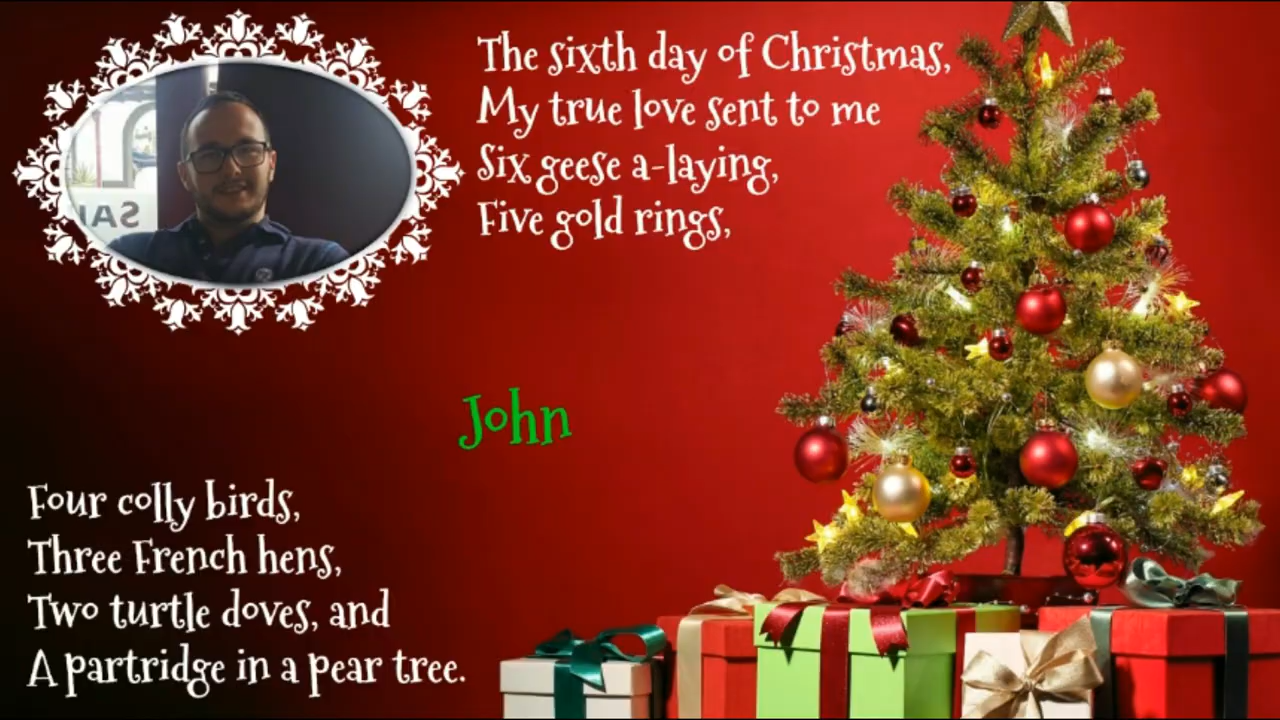 The sixth day of Christmas,
My true love sent to me
Six geese a-laying,
Five gold rings,
John
Four colly birds,
Three French hens,
Two turtle doves, and
A partridge in a pear tree.